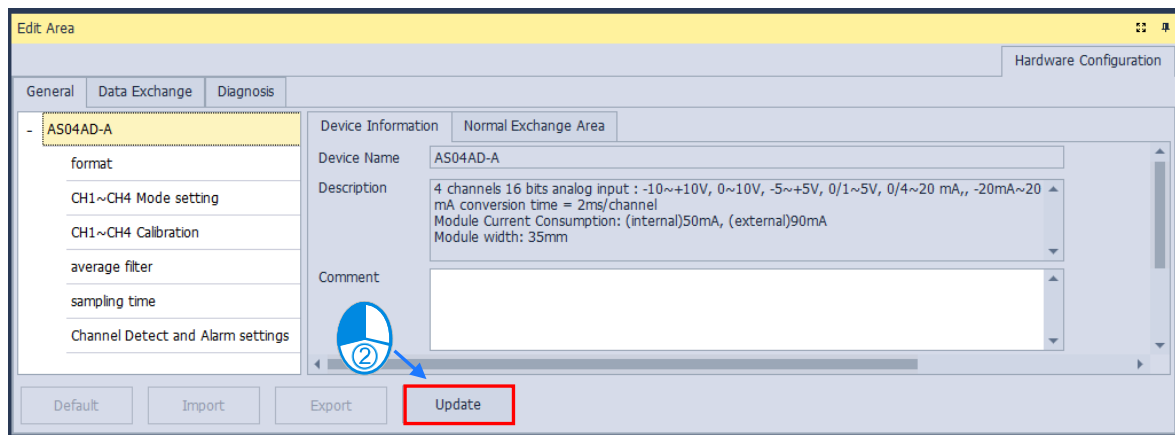 Edit Area
Hardware Configuration
General Data Exchange Diagnosis
- AS04AD-A
format
CH1~CH4 Mode setting
CH1~CH4 Calibration
average filter
sampling time
Channel Detect and Alarm settings
Device Information Normal Exchange Area
Device Name AS04AD-A
Description 4 channels 16 bits analog input : -10~+10V, 0~10V, -5~+5V, 0/1~5V, 0/4~20 mA,, -20mA~20
mA conversion time = 2ms/channel
Module Current Consumption: (internal)50mA, (external)90mA
Module width: 35mm
Comment
②
Default Import Export Update